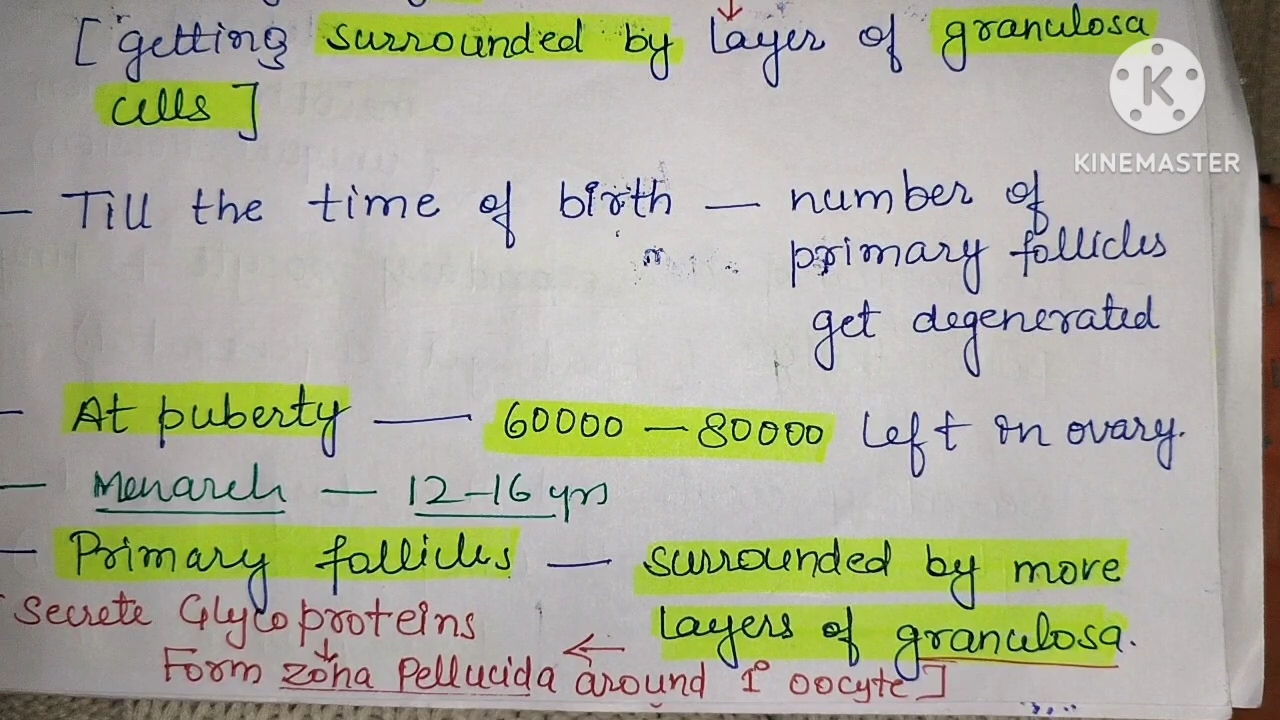 [ getting surrounded by layer of granulosa
cells ]
K
KINEMASTER
— Till the time of birth — number of
primary follicles
get degenerated
— At puberty — 60000 — 80000 left in ovary.
— Menarch — 12-16 yrs
— Primary follicles — surrounded by more
layers of granulosa.
[ Secrete Glycoproteins
←
Form zona Pellucida around 1° oocyte ]